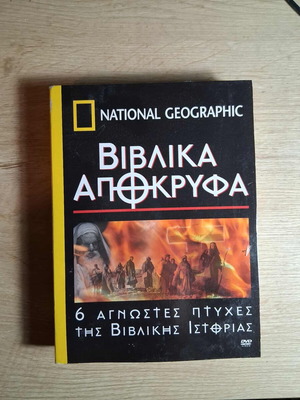 NATIONAL GEOGRAPHIC
ΒΙΒΛΙΚΑ
ΑΠΟΚΡΥΦΑ
6 ΑΓΝΩΣΤΕΣ ΠΤΥΧΕΣ
ΤΗΣ ΒΙΒΛΙΚΗΣ ΙΣΤΟΡΙΑΣ
DVD